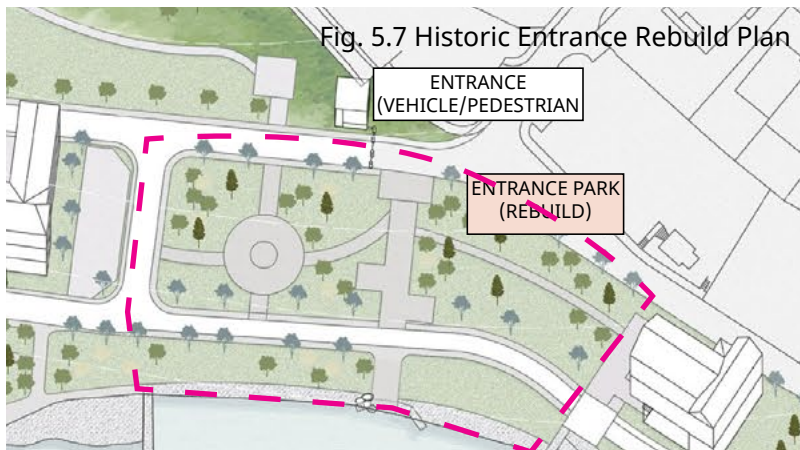 Fig. 5.7 Historic Entrance Rebuild Plan
ENTRANCE
(VEHICLE/PEDESTRIAN
ENTRANCE PARK
(REBUILD)